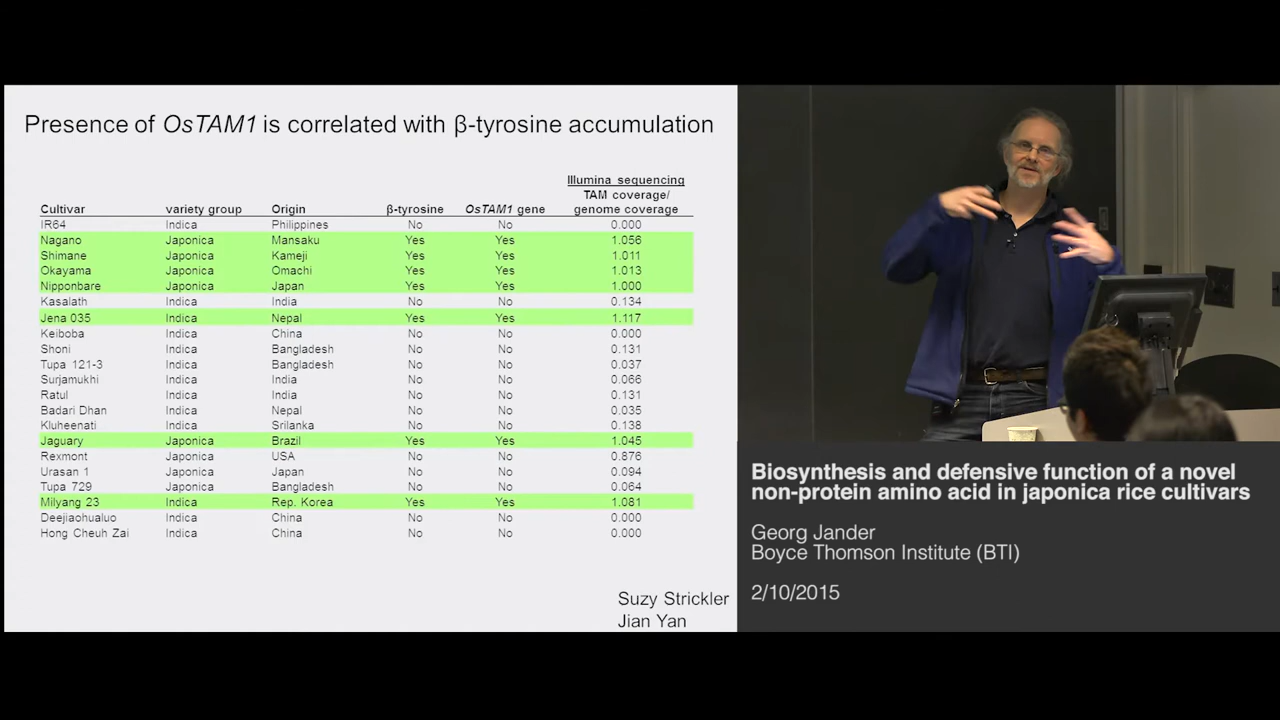 Presence of OsTAM1 is correlated with β-tyrosine accumulation
Illumina sequencing
TAM coverage/
Cultivar variety group Origin β-tyrosine OsTAM1 gene genome coverage
IR64 Indica Philippines No No 0.000
Nagano Japonica Mansaku Yes Yes 1.056
Shimane Japonica Kameji Yes Yes 1.011
Okayama Japonica Omachi Yes Yes 1.013
Nipponbare Japonica Japan Yes Yes 1.000
Kasalath Indica India No No 0.134
Jena 035 Indica Nepal Yes Yes 1.117
Keiboba Indica China No No 0.000
Shoni Indica Bangladesh No No 0.131
Tupa 121-3 Indica Bangladesh No No 0.037
Surjamukhi Indica India No No 0.066
Ratul Indica India No No 0.131
Badari Dhan Indica Nepal No No 0.035
Kluheenati Indica Srilanka No No 0.138
Jaguary Japonica Brazil Yes Yes 1.045
Rexmont Japonica USA No No 0.876
Urasan 1 Japonica Japan No No 0.094
Tupa 729 Japonica Bangladesh No No 0.064
Milyang 23 Indica Rep. Korea Yes Yes 1.081
Deejiaohualuo Indica China No No 0.000
Hong Cheuh Zai Indica China No No 0.000
Suzy Strickler
Jian Yan
Biosynthesis and defensive function of a novel
non-protein amino acid in japonica rice cultivars
Georg Jander
Boyce Thomson Institute (BTI)
2/10/2015